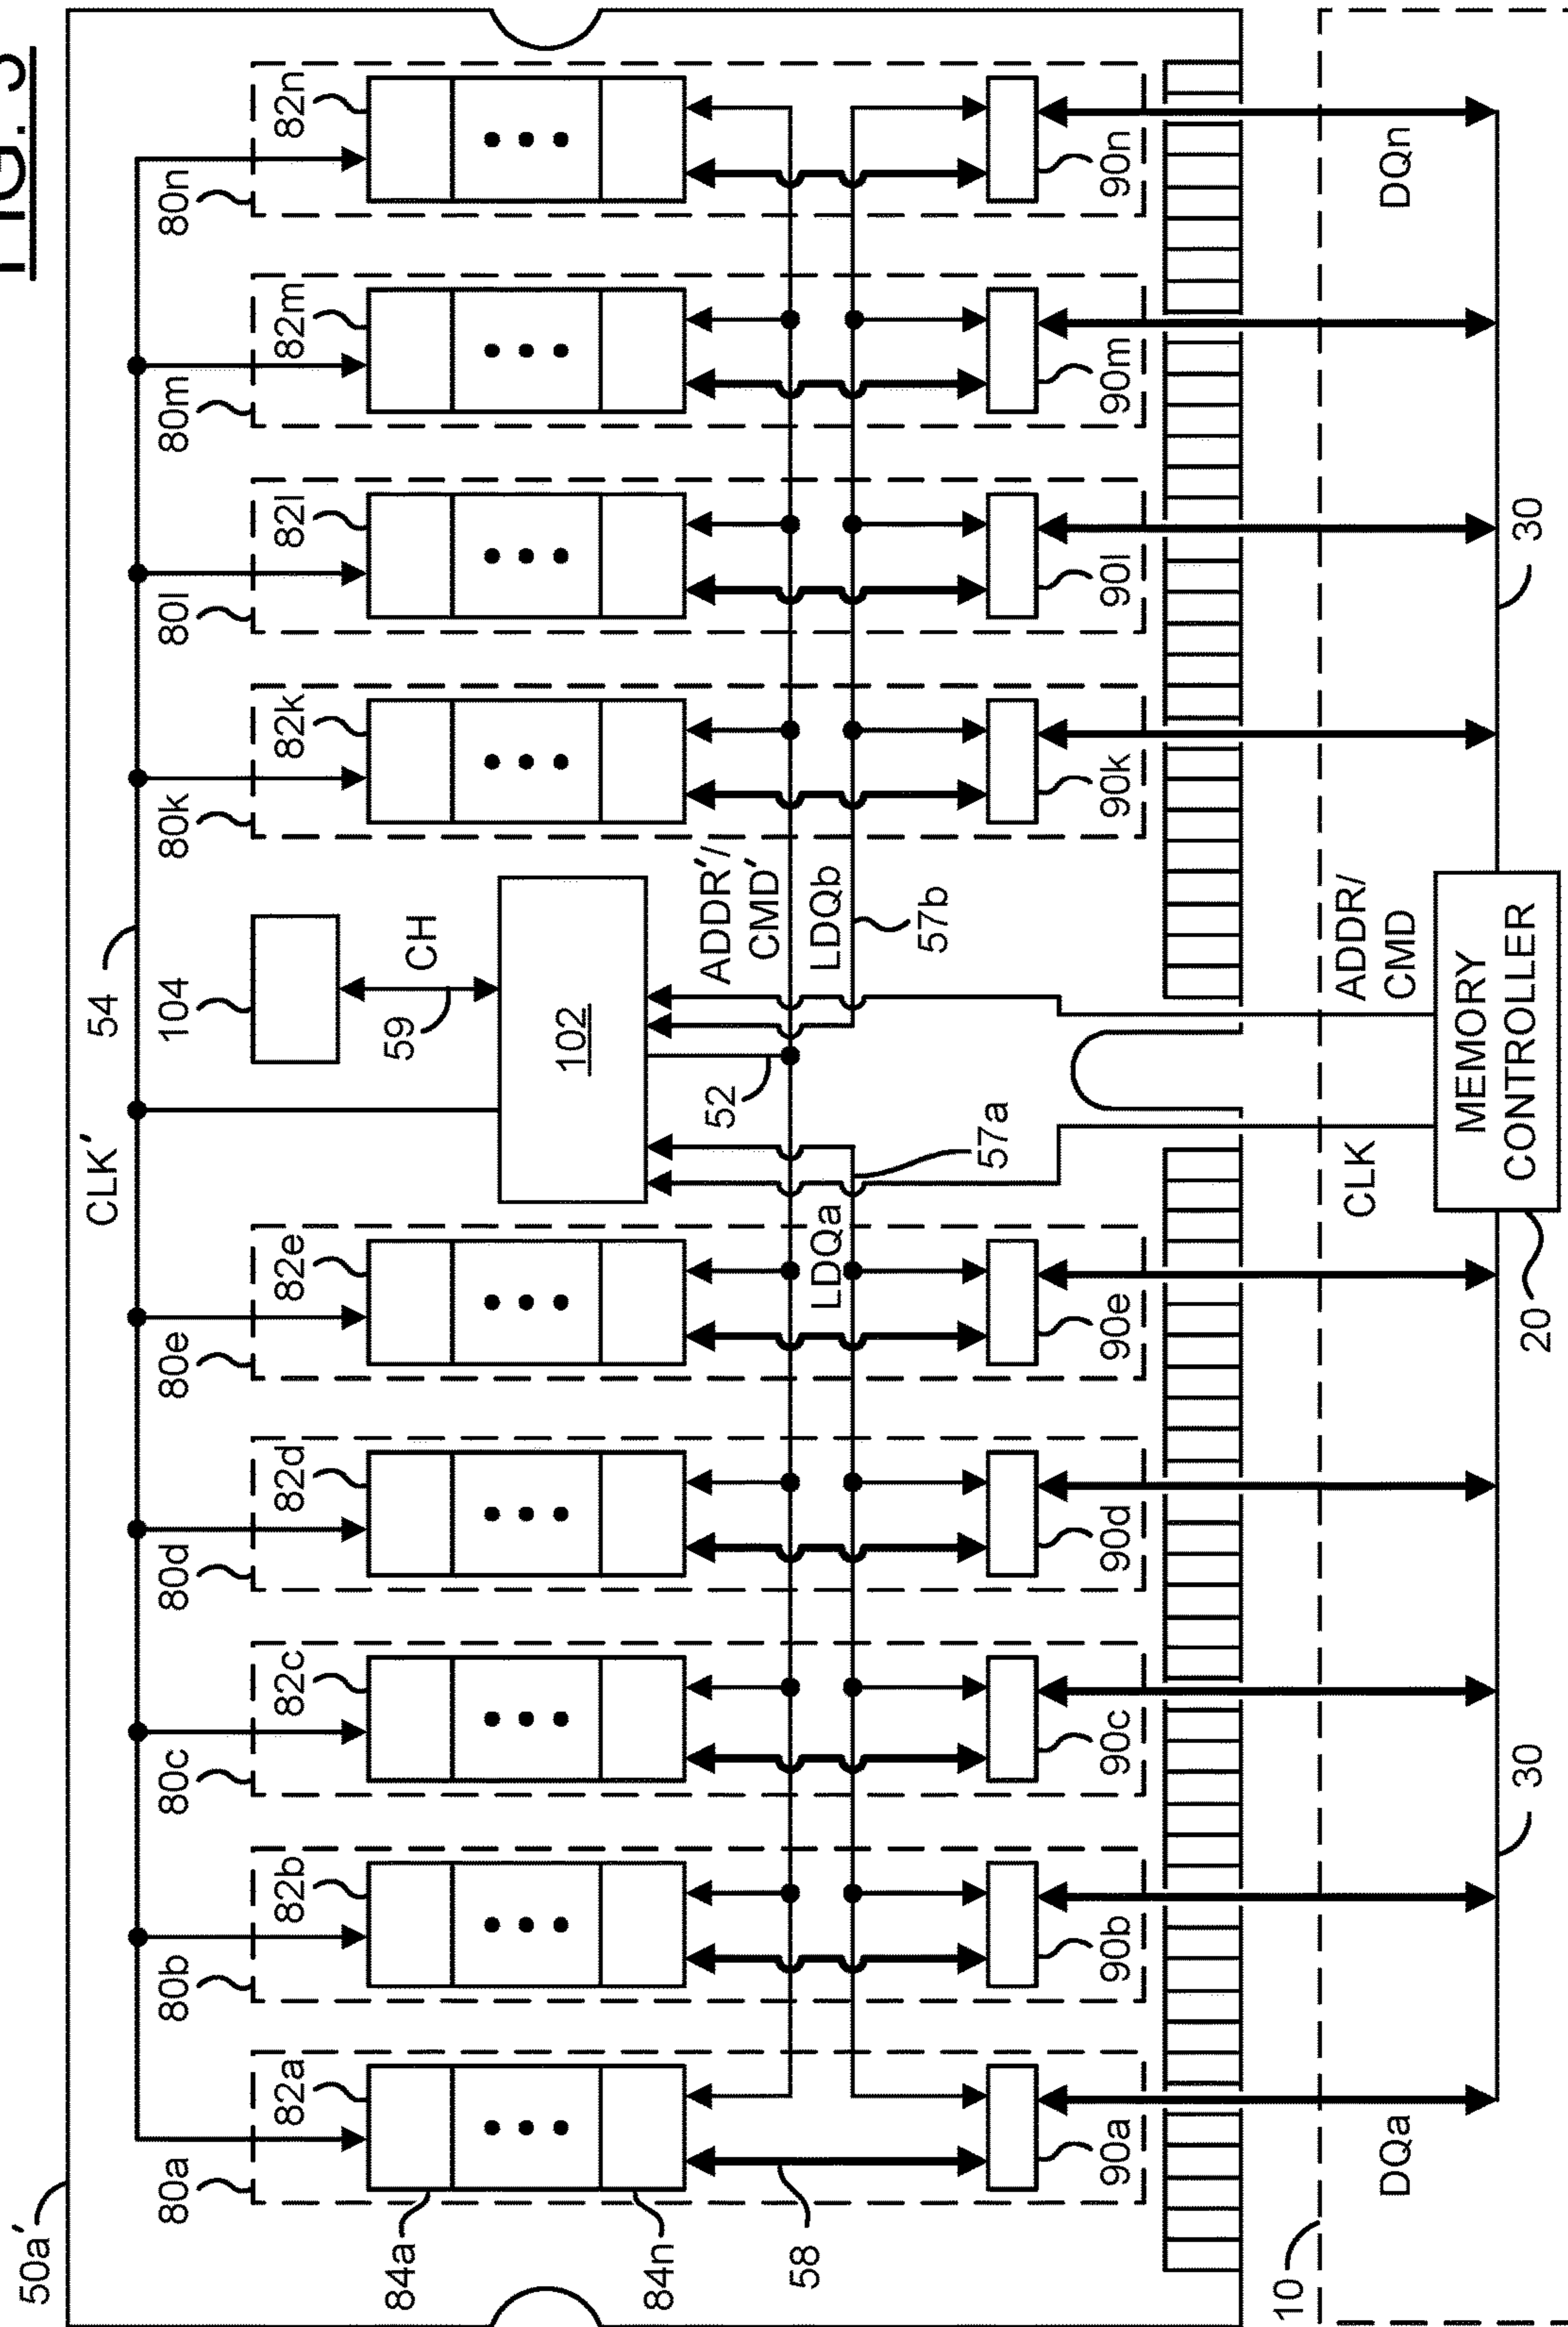 FIG.
50a′
CLK′
54
80a
80b
80c
80d
80e
104
80k
80l
80m
80n
82a
82b
82c
82d
82e
82k
82l
82m
82n
84a
59
CH
102
84n
52
ADDR′/
CMD′
58
LDQa
LDQb
57a
57b
90a
90b
90c
90d
90e
90k
90l
90m
90n
10
DQa
CLK
ADDR/
CMD
DQn
MEMORY
CONTROLLER
30
20
30